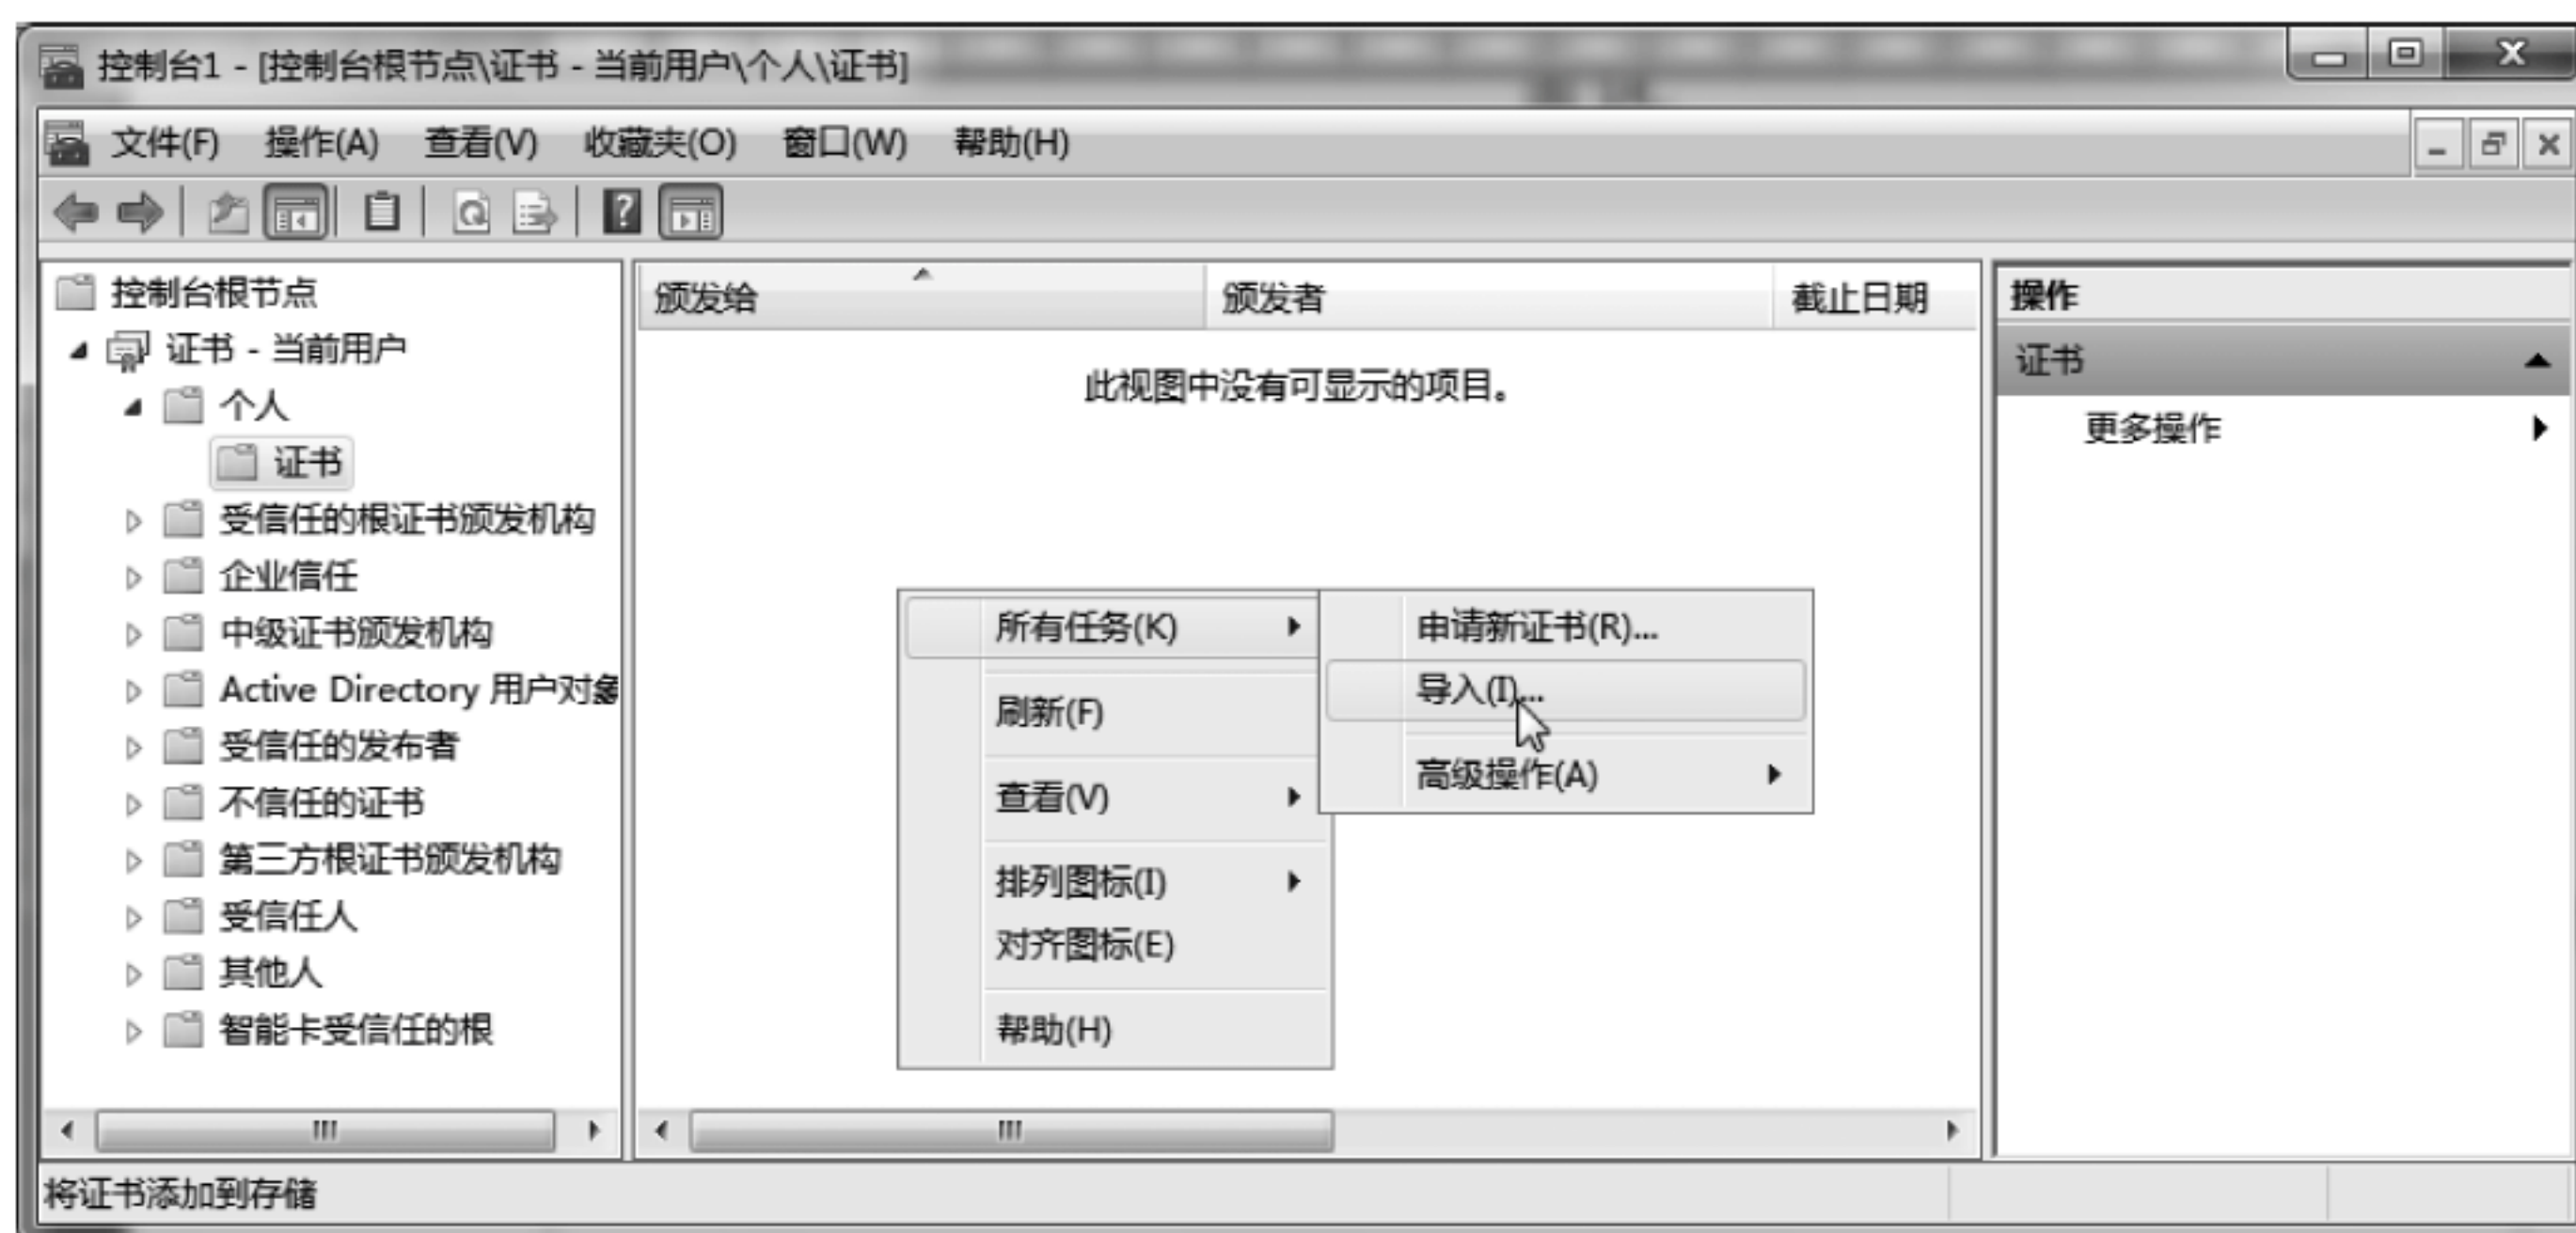 控制台1 - [控制台根节点\证书 - 当前用户\个人\证书]
文件(F) 操作(A) 查看(V) 收藏夹(O) 窗口(W) 帮助(H)
控制台根节点
证书 - 当前用户
个人
证书
受信任的根证书颁发机构
企业信任
中级证书颁发机构
Active Directory 用户对象
受信任的发布者
不信任的证书
第三方根证书颁发机构
受信任人
其他人
智能卡受信任的根
颁发给 颁发者 截止日期
此视图中没有可显示的项目。
所有任务(K)
刷新(F)
查看(V)
排列图标(I)
对齐图标(E)
帮助(H)
申请新证书(R)...
导入(I)...
高级操作(A)
操作
证书
更多操作
将证书添加到存储